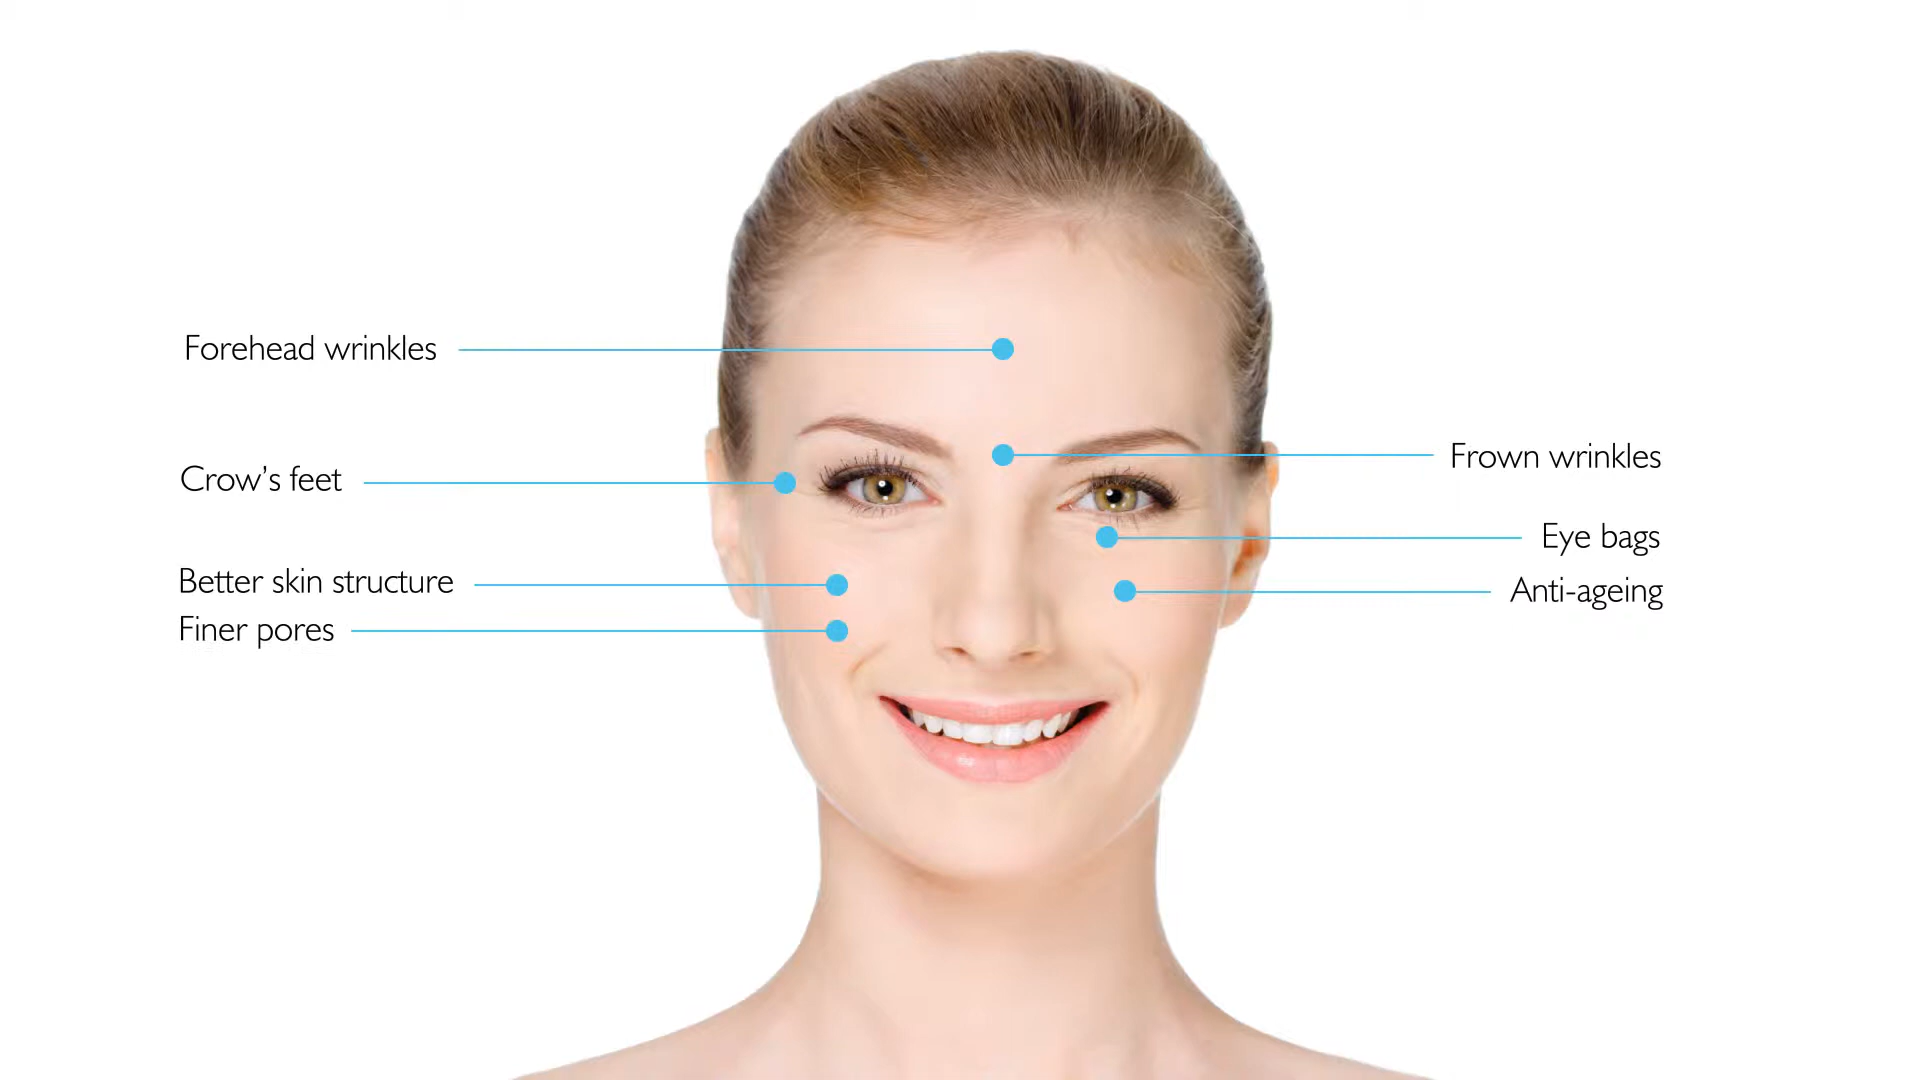 Forehead wrinkles
Crow's feet
Better skin structure
Finer pores
Frown wrinkles
Eye bags
Anti-ageing